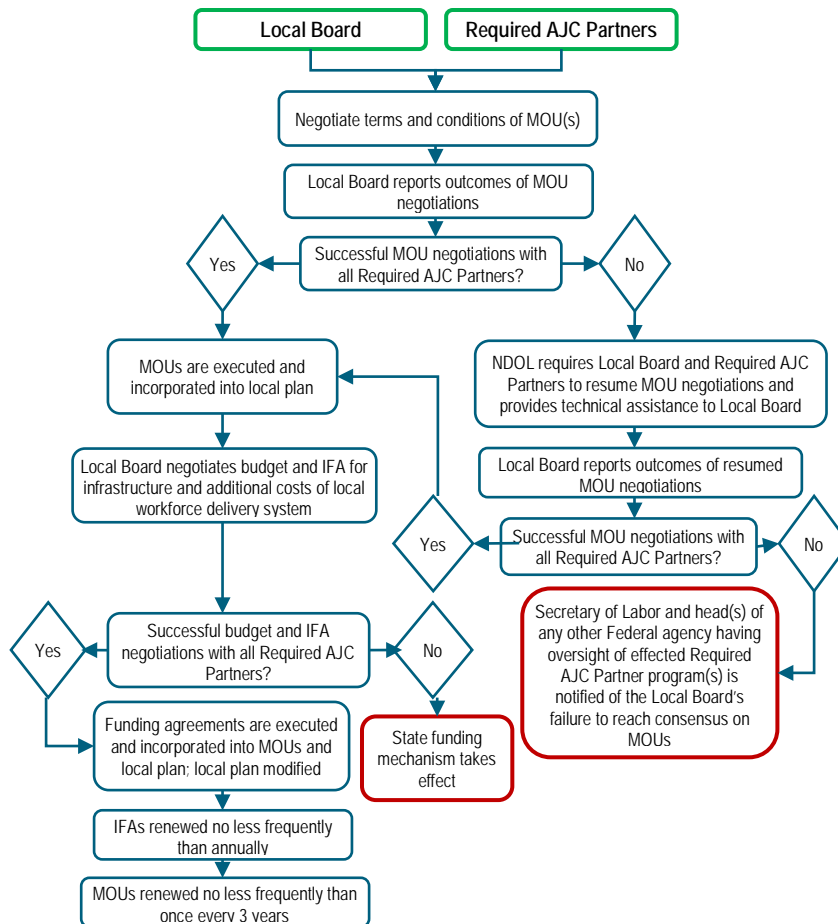 Local Board
Required AJC Partners
Negotiate terms and conditions of MOU(s)
Local Board reports outcomes of MOU
negotiations
Yes
Successful MOU negotiations with
all Required AJC Partners?
No
MOUs are executed and
incorporated into local plan
NDOL requires Local Board and Required AJC
Partners to resume MOU negotiations and
provides technical assistance to Local Board
Local Board negotiates budget and IFA for
infrastructure and additional costs of local
workforce delivery system
Local Board reports outcomes of resumed
MOU negotiations
Yes
Successful MOU negotiations with
all Required AJC Partners?
No
Yes
Successful budget and IFA
negotiations with all Required AJC
Partners?
No
Secretary of Labor and head(s) of
any other Federal agency having
oversight of effected Required
AJC Partner program(s) is
notified of the Local Board's
failure to reach consensus on
MOUs
Funding agreements are executed
and incorporated into MOUs and
local plan; local plan modified
State funding
mechanism takes
effect
IFAs renewed no less frequently
than annually
MOUs renewed no less frequently than
once every 3 years